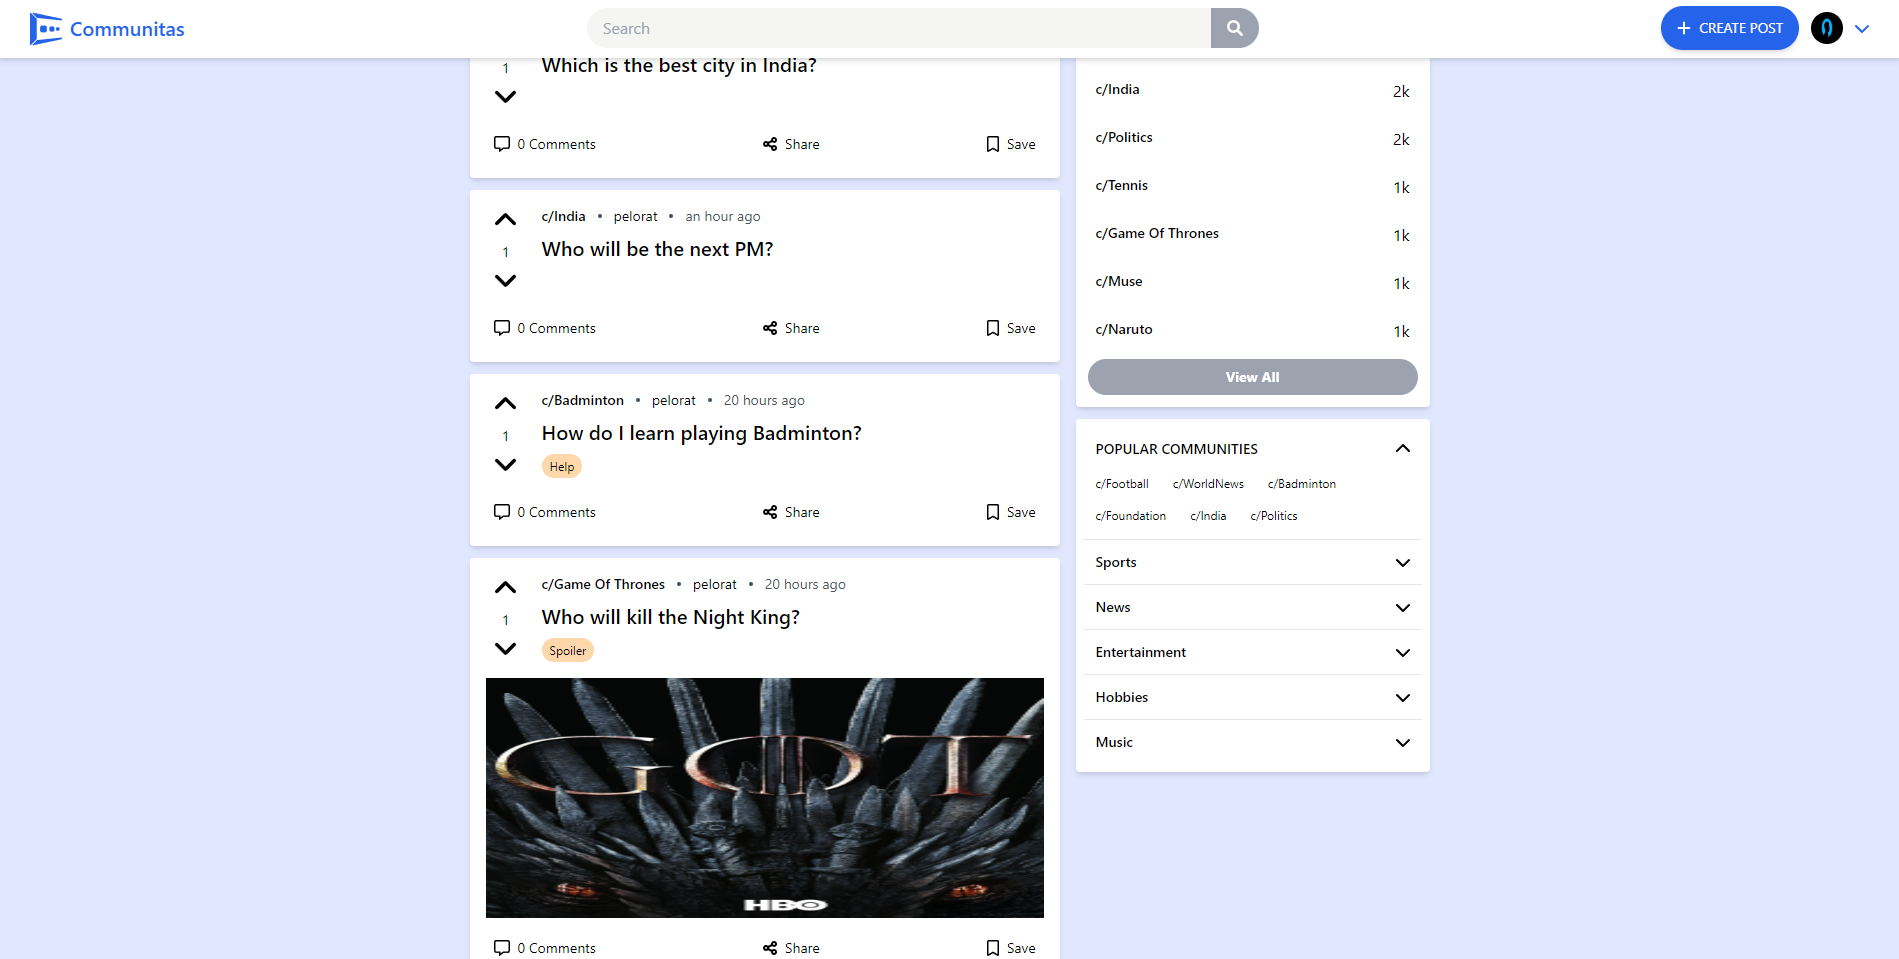 Communitas
Search
CREATE POST
1
Which is the best city in India?
0 Comments
Share
Save
c/India • pelorat • an hour ago
1
Who will be the next PM?
0 Comments
Share
Save
c/Badminton • pelorat • 20 hours ago
1
How do I learn playing Badminton?
Help
0 Comments
Share
Save
c/Game Of Thrones • pelorat • 20 hours ago
1
Who will kill the Night King?
Spoiler
GOT
HBO
0 Comments
Share
Save
c/India 2k
c/Politics 2k
c/Tennis 1k
c/Game Of Thrones 1k
c/Muse 1k
c/Naruto 1k
View All
POPULAR COMMUNITIES
c/Football c/WorldNews c/Badminton
c/Foundation c/India c/Politics
Sports
News
Entertainment
Hobbies
Music